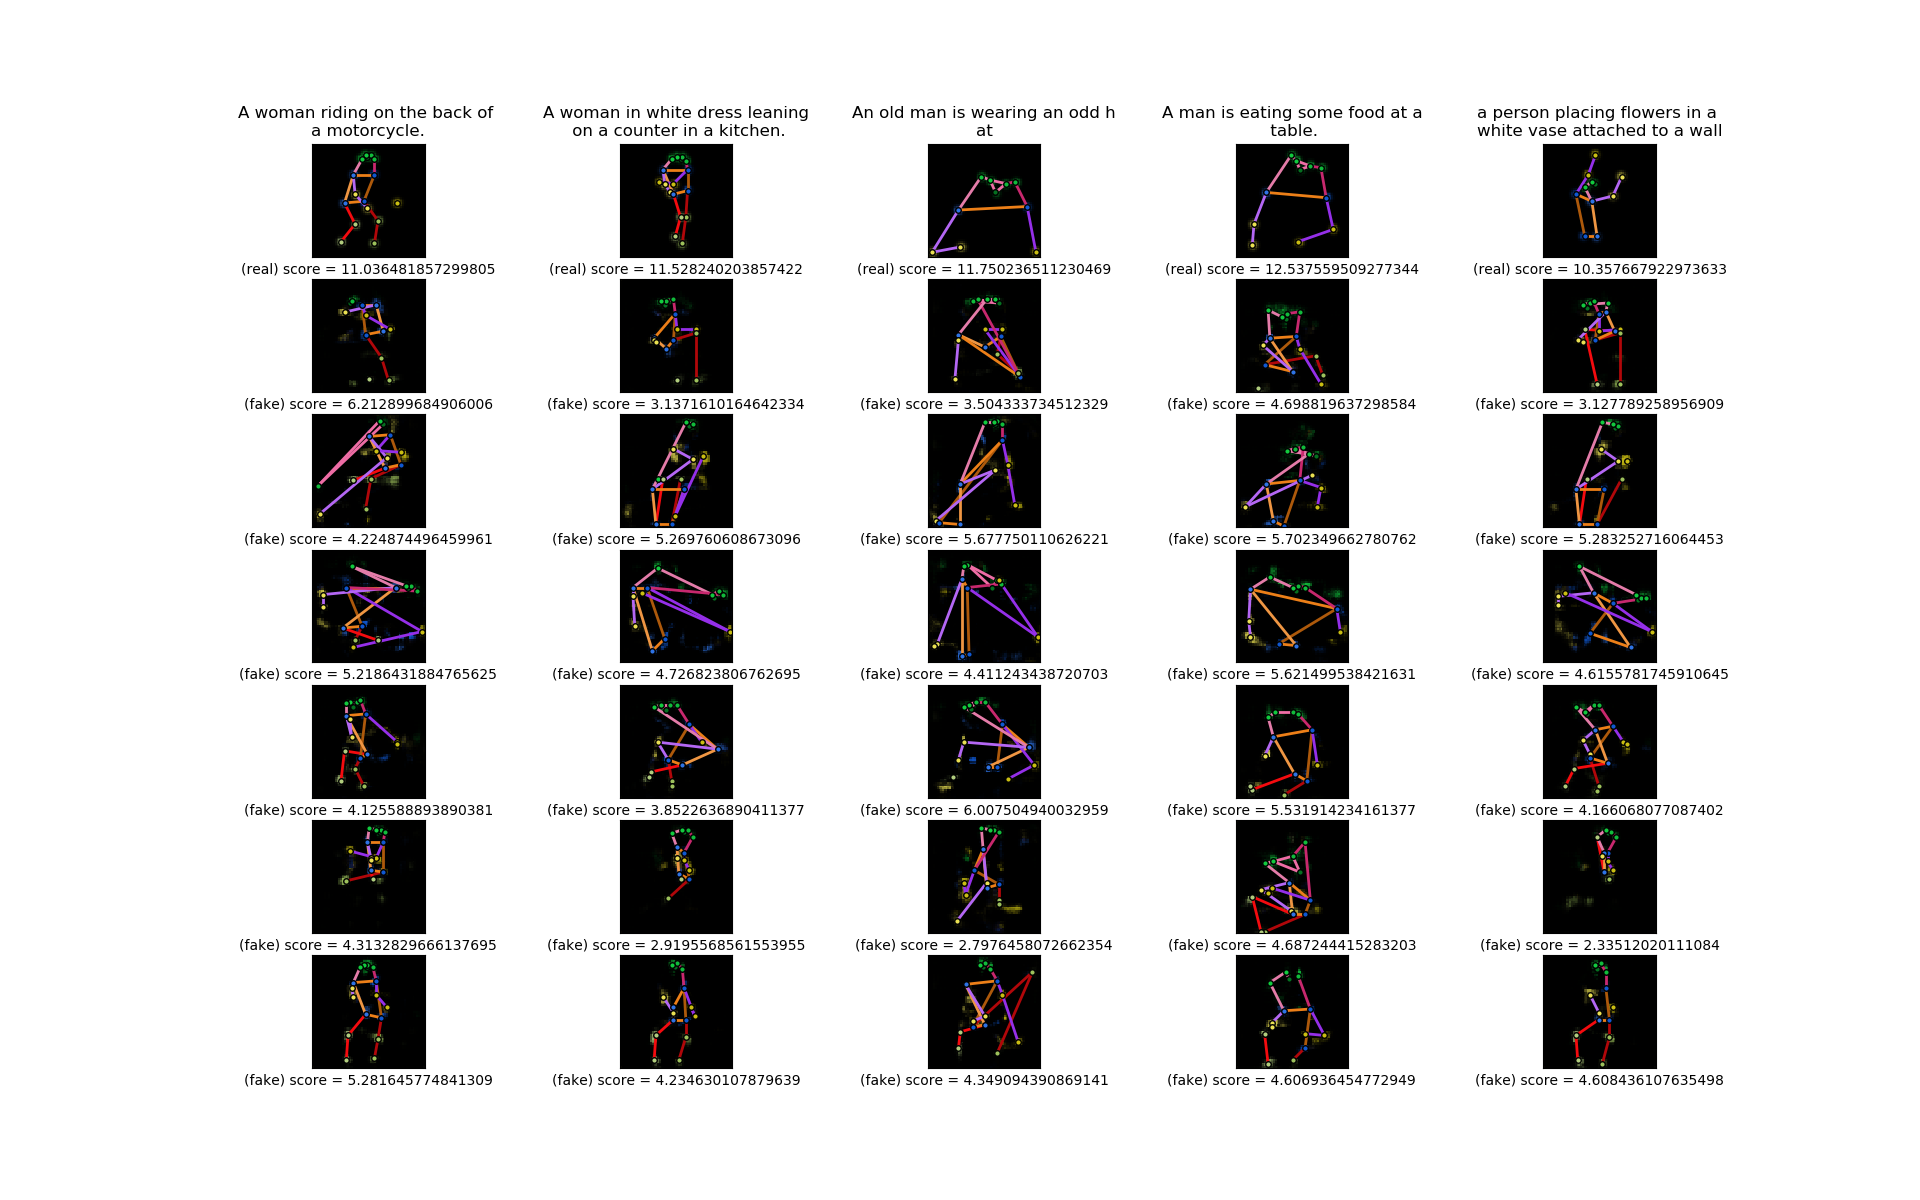 A woman riding on the back of
a motorcycle.
A woman in white dress leaning
on a counter in a kitchen.
An old man is wearing an odd h
at
A man is eating some food at a
table.
a person placing flowers in a
white vase attached to a wall
(real) score = 11.036481857299805
(real) score = 11.528240203857422
(real) score = 11.750236511230469
(real) score = 12.537559509277344
(real) score = 10.357667922973633
(fake) score = 6.212899684906006
(fake) score = 3.1371610164642334
(fake) score = 3.504333734512329
(fake) score = 4.698819637298584
(fake) score = 3.127789258956909
(fake) score = 4.224874496459961
(fake) score = 5.269760608673096
(fake) score = 5.677750110626221
(fake) score = 5.702349662780762
(fake) score = 5.283252716064453
(fake) score = 5.2186431884765625
(fake) score = 4.726823806762695
(fake) score = 4.411243438720703
(fake) score = 5.621499538421631
(fake) score = 4.6155781745910645
(fake) score = 4.125588893890381
(fake) score = 3.8522636890411377
(fake) score = 6.007504940032959
(fake) score = 5.531914234161377
(fake) score = 4.166068077087402
(fake) score = 4.3132829666137695
(fake) score = 2.9195568561553955
(fake) score = 2.7976458072662354
(fake) score = 4.687244415283203
(fake) score = 2.33512020111084
(fake) score = 5.281645774841309
(fake) score = 4.234630107879639
(fake) score = 4.349094390869141
(fake) score = 4.606936454772949
(fake) score = 4.608436107635498